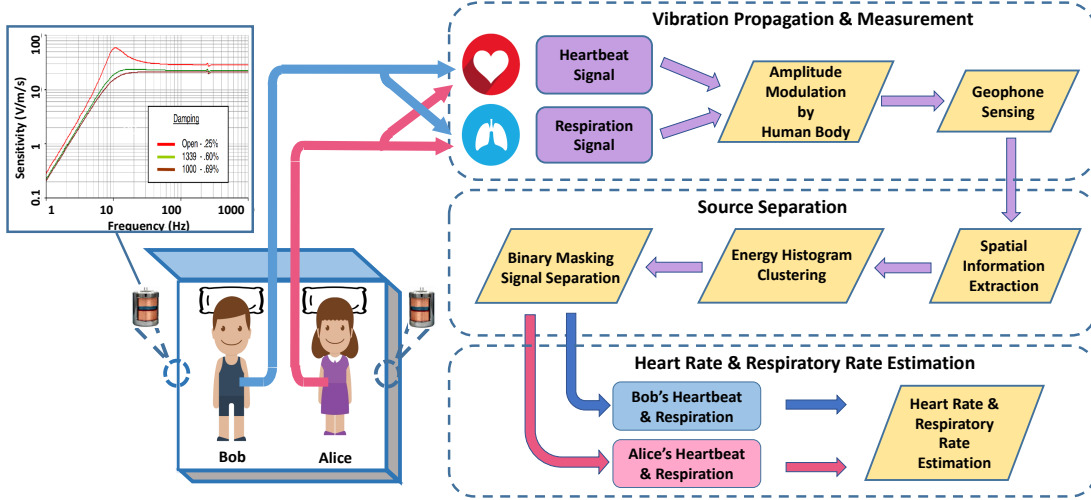 100
10
1
0.1
Sensitivity (V/m/s)
Damping
Open - .25%
1339 - .60%
1000 - .69%
1
10
100
1000
Frequency (Hz)
Bob
Alice
Vibration Propagation & Measurement
Heartbeat
Signal
Respiration
Signal
Amplitude
Modulation
by
Human Body
Geophone
Sensing
Source Separation
Binary Masking
Signal Separation
Energy Histogram
Clustering
Spatial
Information
Extraction
Heart Rate & Respiratory Rate Estimation
Bob's Heartbeat
& Respiration
Alice's Heartbeat
& Respiration
Heart Rate &
Respiratory
Rate
Estimation